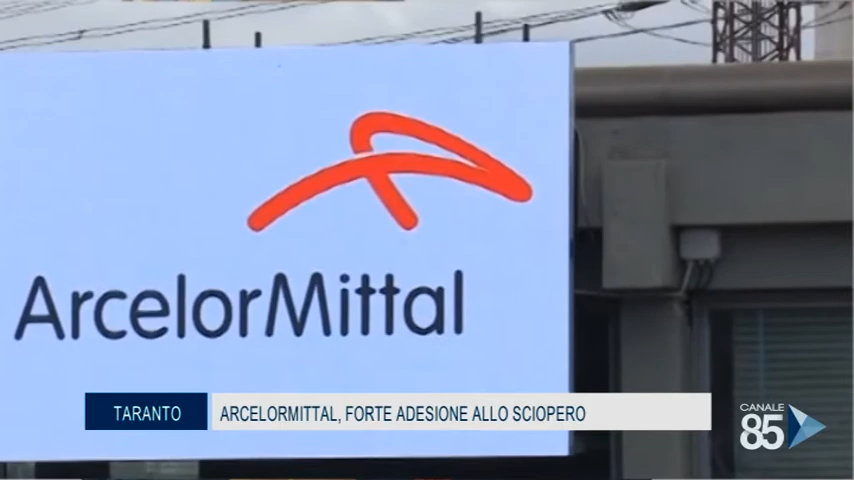 ArcelorMittal
TARANTO
ARCELORMITTAL, FORTE ADESIONE ALLO SCIOPERO
CANALE
85